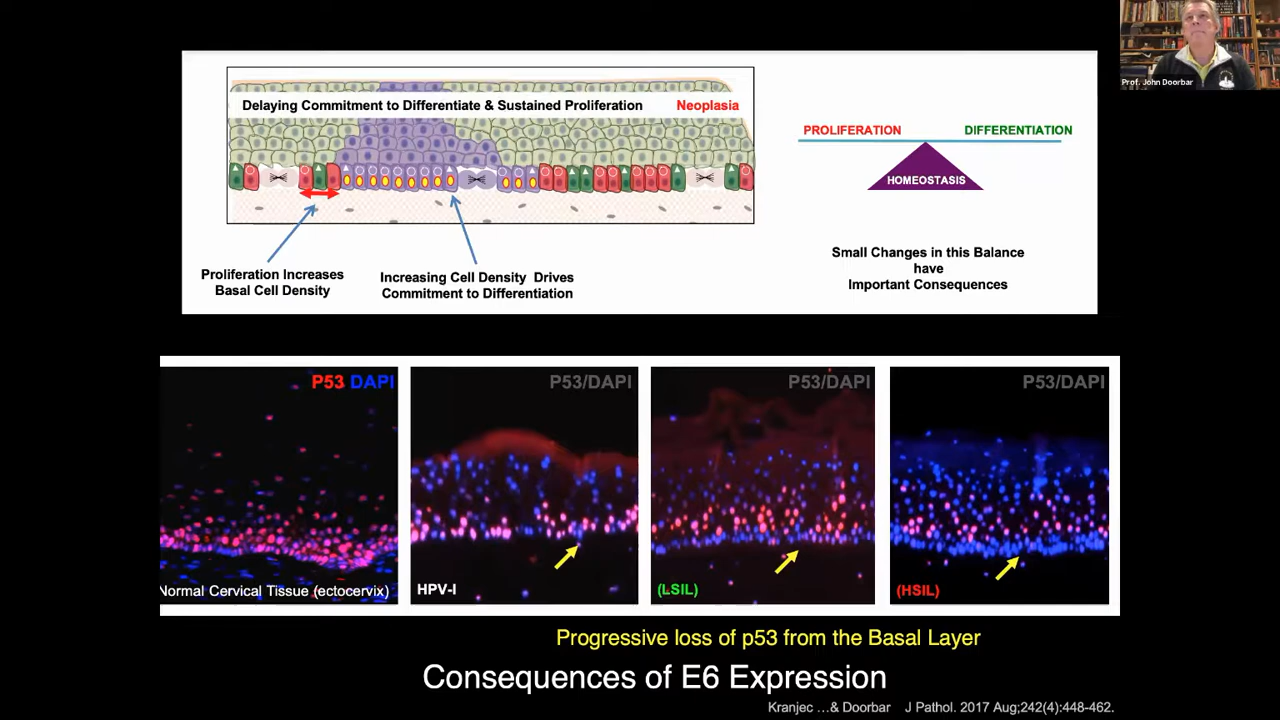 Prof. John Doorbar
Delaying Commitment to Differentiate & Sustained Proliferation Neoplasia
PROLIFERATION DIFFERENTIATION
HOMEOSTASIS
Proliferation Increases
Basal Cell Density
Increasing Cell Density Drives
Commitment to Differentiation
Small Changes in this Balance
have
Important Consequences
P53 DAPI
P53/DAPI
P53/DAPI
P53/DAPI
Normal Cervical Tissue (ectocervix)
HPV-I
(LSIL)
(HSIL)
Progressive loss of p53 from the Basal Layer
Consequences of E6 Expression
Kranjec ...& Doorbar J Pathol. 2017 Aug;242(4):448-462.